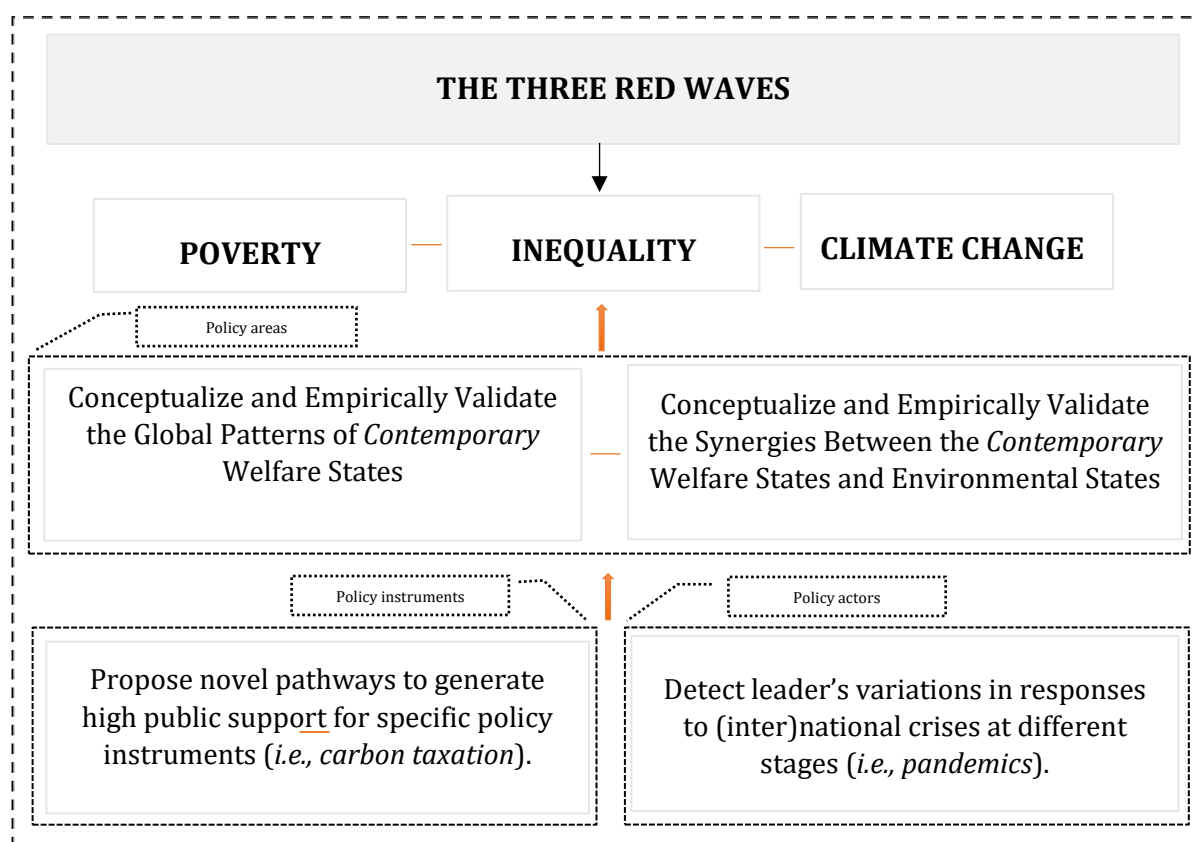 THE THREE RED WAVES
POVERTY
INEQUALITY
CLIMATE CHANGE
Policy areas
Conceptualize and Empirically Validate
the Global Patterns of Contemporary
Welfare States
Conceptualize and Empirically Validate
the Synergies Between the Contemporary
Welfare States and Environmental States
Policy instruments
Policy actors
Propose novel pathways to generate
high public support for specific policy
instruments (i.e., carbon taxation).
Detect leader's variations in responses
to (inter)national crises at different
stages (i.e., pandemics).